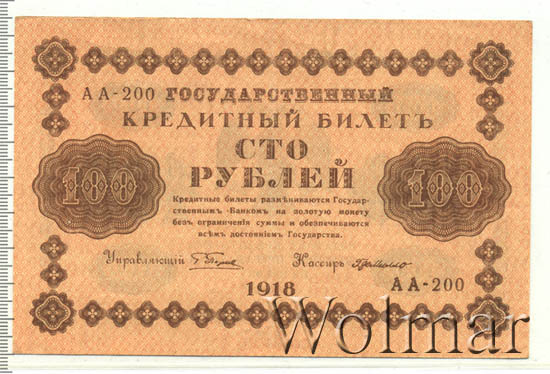 АА-200 ГОСУДАРСТВЕННЫЙ
КРЕДИТНЫЙ БИЛЕТЪ
СТО
РУБЛЕЙ
100 100
Кредитные билеты размѣниваются Государ-
ственнымъ Банкомъ на золотую монету
безъ ограниченія суммы и обезпечиваются
всѣмъ достояніемъ Государства.
Управляющій Кассиръ
1918
АА-200
Wolmar